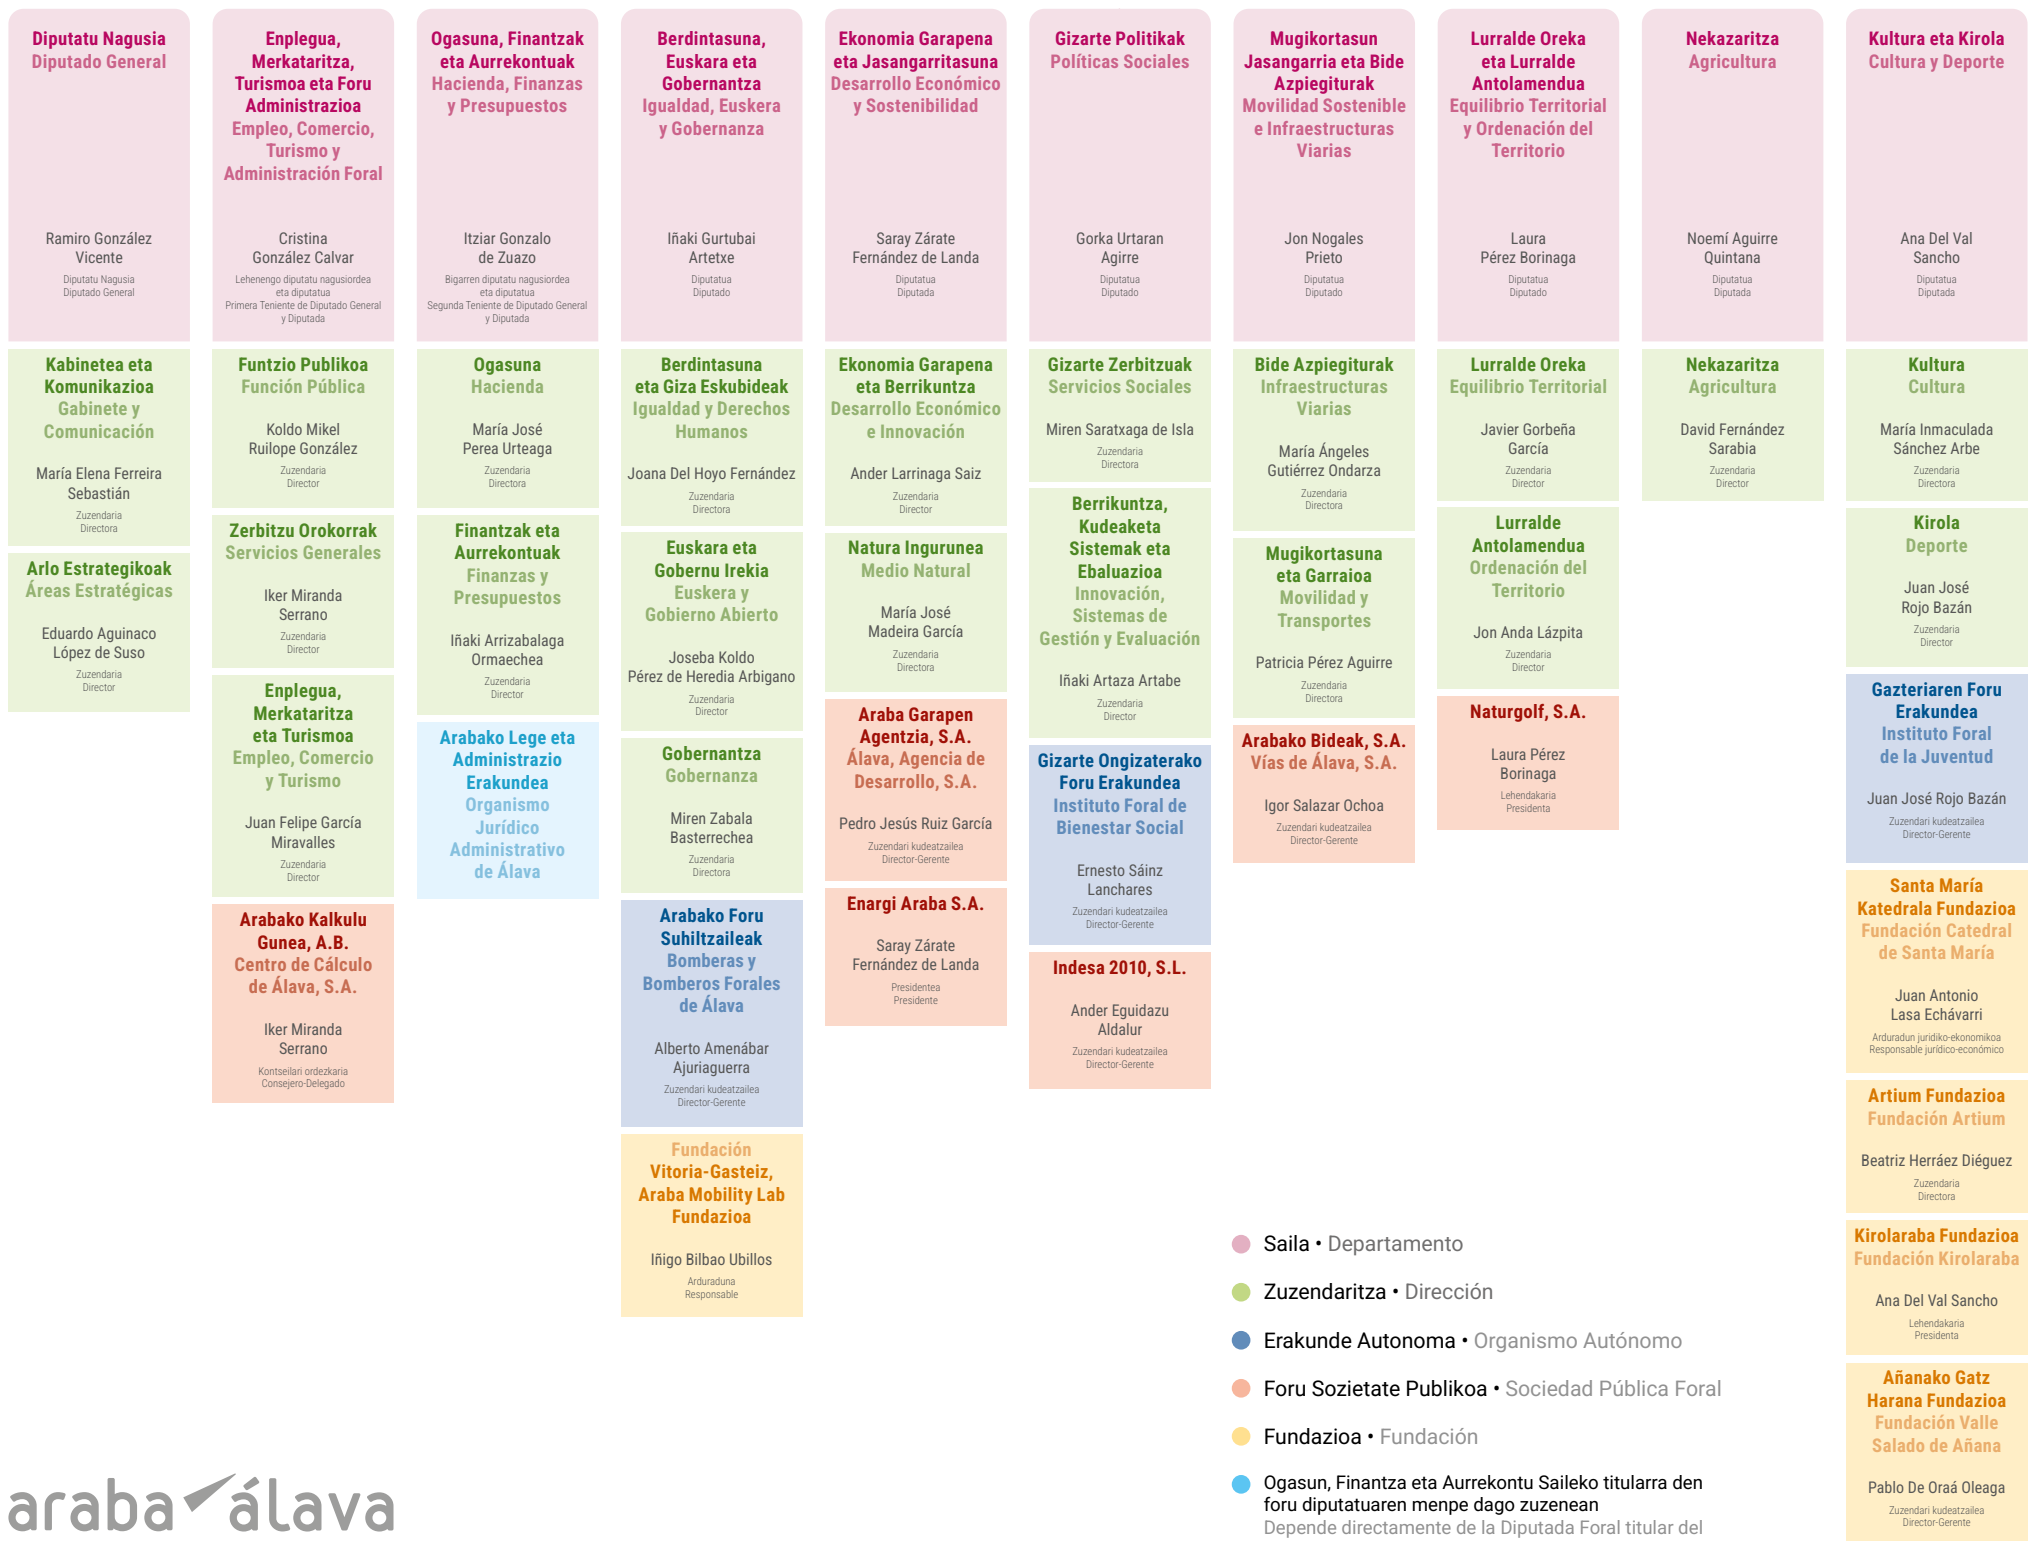 Diputatu Nagusia
Diputado General
Ramiro González
Vicente
Diputatu Nagusia
Diputado General
Kabinetea eta
Komunikazioa
Gabinete y
Comunicación
María Elena Ferreira
Sebastián
Zuzendaria
Directora
Arlo Estrategikoak
Áreas Estratégicas
Eduardo Aguinaco
López de Suso
Zuzendaria
Director
Enplegua,
Merkataritza,
Turismoa eta Foru
Administrazioa
Empleo, Comercio,
Turismo y
Administración Foral
Cristina
González Calvar
Lehenengo diputatu nagusiordea
eta diputatua
Primera Teniente de Diputado General
y Diputada
Funtzio Publikoa
Función Pública
Koldo Mikel
Ruilope González
Zuzendaria
Director
Zerbitzu Orokorrak
Servicios Generales
Iker Miranda
Serrano
Zuzendaria
Director
Enplegua,
Merkataritza
eta Turismoa
Empleo, Comercio
y Turismo
Juan Felipe García
Miravalles
Zuzendaria
Director
Arabako Kalkulu
Gunea, A.B.
Centro de Cálculo
de Álava, S.A.
Iker Miranda
Serrano
Kontseilari ordezkaria
Consejero-Delegado
Ogasuna, Finantzak
eta Aurrekontuak
Hacienda, Finanzas
y Presupuestos
Itziar Gonzalo
de Zuazo
Bigarren diputatu nagusiordea
eta diputatua
Segunda Teniente de Diputado General
y Diputada
Ogasuna
Hacienda
María José
Perea Urteaga
Zuzendaria
Directora
Finantzak eta
Aurrekontuak
Finanzas y
Presupuestos
Iñaki Arrizabalaga
Ormaechea
Zuzendaria
Director
Arabako Lege eta
Administrazio
Erakundea
Organismo
Jurídico
Administrativo
de Álava
Berdintasuna,
Euskara eta
Gobernantza
Igualdad, Euskera
y Gobernanza
Iñaki Gurtubai
Artetxe
Diputatua
Diputado
Berdintasuna
eta Giza Eskubideak
Igualdad y Derechos
Humanos
Joana Del Hoyo Fernández
Zuzendaria
Directora
Euskara eta
Gobernu Irekia
Euskera y
Gobierno Abierto
Joseba Koldo
Pérez de Heredia Arbigano
Zuzendaria
Director
Gobernantza
Gobernanza
Miren Zabala
Basterrechea
Zuzendaria
Directora
Arabako Foru
Suhiltzaileak
Bomberas y
Bomberos Forales
de Álava
Alberto Amenábar
Ajuriaguerra
Zuzendari kudeatzailea
Director-Gerente
Fundación
Vitoria-Gasteiz,
Araba Mobility Lab
Fundazioa
Iñigo Bilbao Ubillos
Arduraduna
Responsable
Ekonomia Garapena
eta Jasangarritasuna
Desarrollo Económico
y Sostenibilidad
Saray Zárate
Fernández de Landa
Diputatua
Diputada
Ekonomia Garapena
eta Berrikuntza
Desarrollo Económico
e Innovación
Ander Larrinaga Saiz
Zuzendaria
Director
Natura Ingurunea
Medio Natural
María José
Madeira García
Zuzendaria
Directora
Araba Garapen
Agentzia, S.A.
Álava, Agencia de
Desarrollo, S.A.
Pedro Jesús Ruiz García
Zuzendari kudeatzailea
Director-Gerente
Enargi Araba S.A.
Saray Zárate
Fernández de Landa
Presidentea
Presidente
Gizarte Politikak
Políticas Sociales
Gorka Urtaran
Agirre
Diputatua
Diputado
Gizarte Zerbitzuak
Servicios Sociales
Miren Saratxaga de Isla
Zuzendaria
Directora
Berrikuntza,
Kudeaketa
Sistemak eta
Ebaluazioa
Innovación,
Sistemas de
Gestión y Evaluación
Iñaki Artaza Artabe
Zuzendaria
Director
Gizarte Ongizaterako
Foru Erakundea
Instituto Foral de
Bienestar Social
Ernesto Sáinz
Lanchares
Zuzendari kudeatzailea
Director-Gerente
Indesa 2010, S.L.
Ander Eguidazu
Aldalur
Zuzendari kudeatzailea
Director-Gerente
Mugikortasun
Jasangarria eta Bide
Azpiegiturak
Movilidad Sostenible
e Infraestructuras
Viarias
Jon Nogales
Prieto
Diputatua
Diputado
Bide Azpiegiturak
Infraestructuras
Viarias
María Ángeles
Gutiérrez Ondarza
Zuzendaria
Directora
Mugikortasuna
eta Garraioa
Movilidad y
Transportes
Patricia Pérez Aguirre
Zuzendaria
Directora
Arabako Bideak, S.A.
Vías de Álava, S.A.
Igor Salazar Ochoa
Zuzendari kudeatzailea
Director-Gerente
Lurralde Oreka
eta Lurralde
Antolamendua
Equilibrio Territorial
y Ordenación del
Territorio
Laura
Pérez Borinaga
Diputatua
Diputado
Lurralde Oreka
Equilibrio Territorial
Javier Gorbeña
García
Zuzendaria
Director
Lurralde
Antolamendua
Ordenación del
Territorio
Jon Anda Lázpita
Zuzendaria
Director
Naturgolf, S.A.
Laura Pérez
Borinaga
Lehendakaria
Presidenta
Nekazaritza
Agricultura
Noemí Aguirre
Quintana
Diputatua
Diputada
Nekazaritza
Agricultura
David Fernández
Sarabia
Zuzendaria
Director
Kultura eta Kirola
Cultura y Deporte
Ana Del Val
Sancho
Diputatua
Diputada
Kultura
Cultura
María Inmaculada
Sánchez Arbe
Zuzendaria
Directora
Kirola
Deporte
Juan José
Rojo Bazán
Zuzendaria
Director
Gazteriaren Foru
Erakundea
Instituto Foral
de la Juventud
Juan José Rojo Bazán
Zuzendari kudeatzailea
Director-Gerente
Santa María
Katedrala Fundazioa
Fundación Catedral
de Santa María
Juan Antonio
Lasa Echávarri
Arduradun juridiko-ekonomikoa
Responsable jurídico-económico
Artium Fundazioa
Fundación Artium
Beatriz Herráez Diéguez
Zuzendaria
Directora
Kirolaraba Fundazioa
Fundación Kirolaraba
Ana Del Val Sancho
Lehendakaria
Presidenta
Añanako Gatz
Harana Fundazioa
Fundación Valle
Salado de Añana
Pablo De Oraá Oleaga
Zuzendari kudeatzailea
Director-Gerente
Saila • Departamento
Zuzendaritza • Dirección
Erakunde Autonoma • Organismo Autónomo
Foru Sozietate Publikoa • Sociedad Pública Foral
Fundazioa • Fundación
Ogasun, Finantza eta Aurrekontu Saileko titularra den
foru diputatuaren menpe dago zuzenean
Depende directamente de la Diputada Foral titular del
araba álava